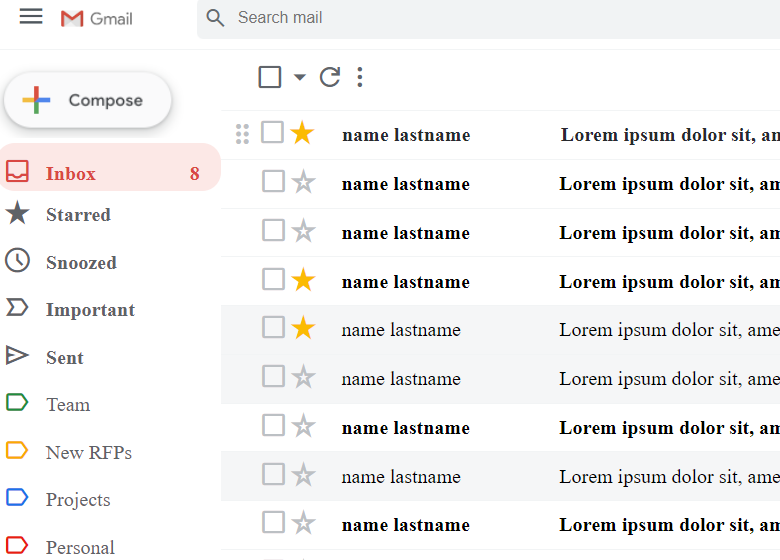 Gmail
Search mail
Compose
Inbox 8
Starred
Snoozed
Important
Sent
Team
New RFPs
Projects
Personal
name lastname Lorem ipsum dolor sit, am
name lastname Lorem ipsum dolor sit, am
name lastname Lorem ipsum dolor sit, am
name lastname Lorem ipsum dolor sit, am
name lastname Lorem ipsum dolor sit, ame
name lastname Lorem ipsum dolor sit, ame
name lastname Lorem ipsum dolor sit, am
name lastname Lorem ipsum dolor sit, ame
name lastname Lorem ipsum dolor sit, am